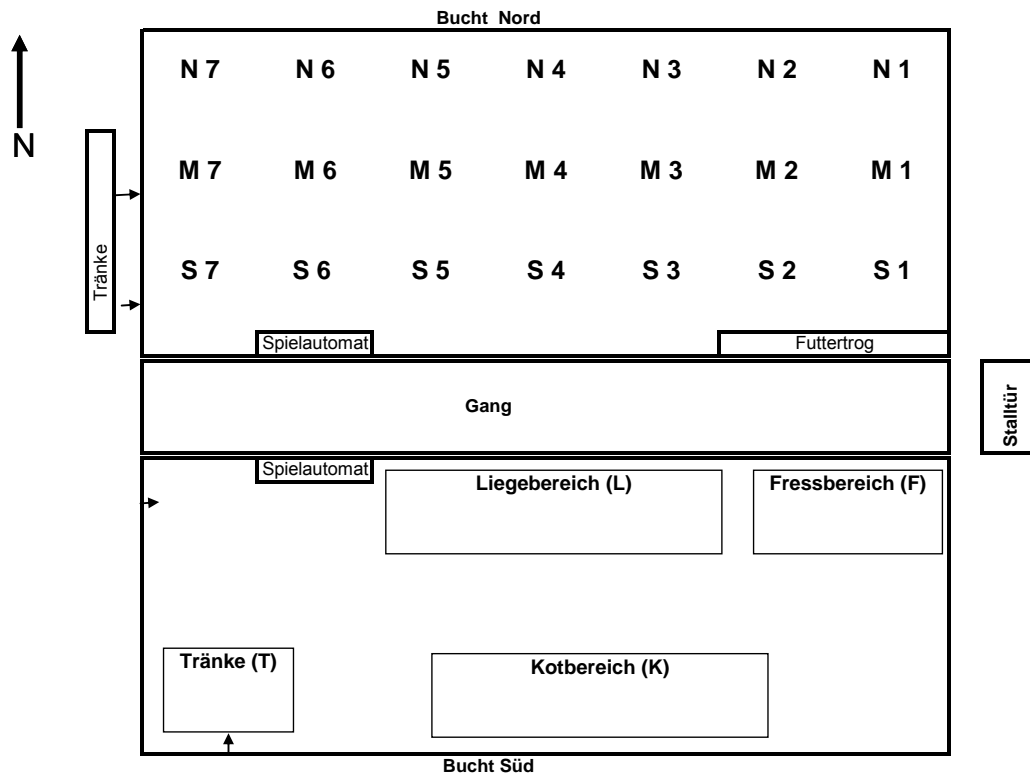 Bucht Nord
N 7 N 6 N 5 N 4 N 3 N 2 N 1
N
M 7 M 6 M 5 M 4 M 3 M 2 M 1
Tränke
S 7 S 6 S 5 S 4 S 3 S 2 S 1
Spielautomat Futtertrog
Gang
Stalltür
Spielautomat
Liegebereich (L) Fressbereich (F)
Tränke (T) Kotbereich (K)
Bucht Süd